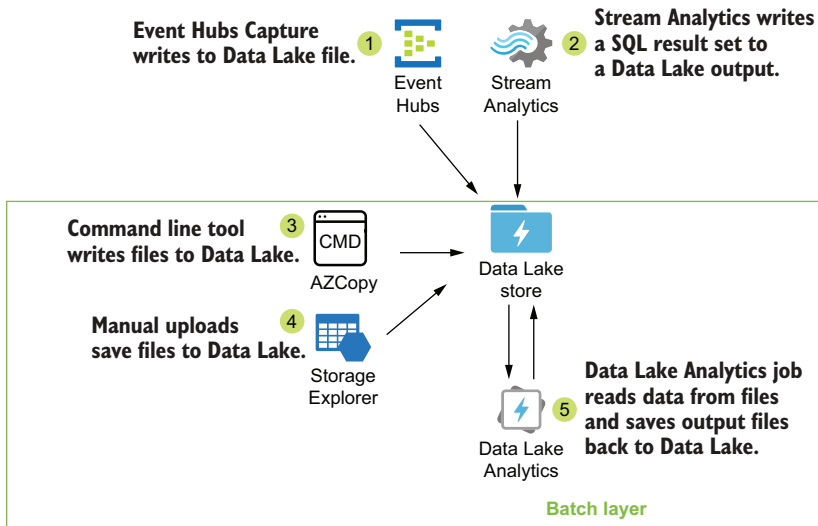 Event Hubs Capture
writes to Data Lake file.
1
Event
Hubs
Stream
Analytics
2
Stream Analytics writes
a SQL result set to
a Data Lake output.
Command line tool
writes files to Data Lake.
3
CMD
AZCopy
Data Lake
store
Manual uploads
save files to Data Lake.
4
Storage
Explorer
Data Lake
Analytics
5
Data Lake Analytics job
reads data from files
and saves output files
back to Data Lake.
Batch layer